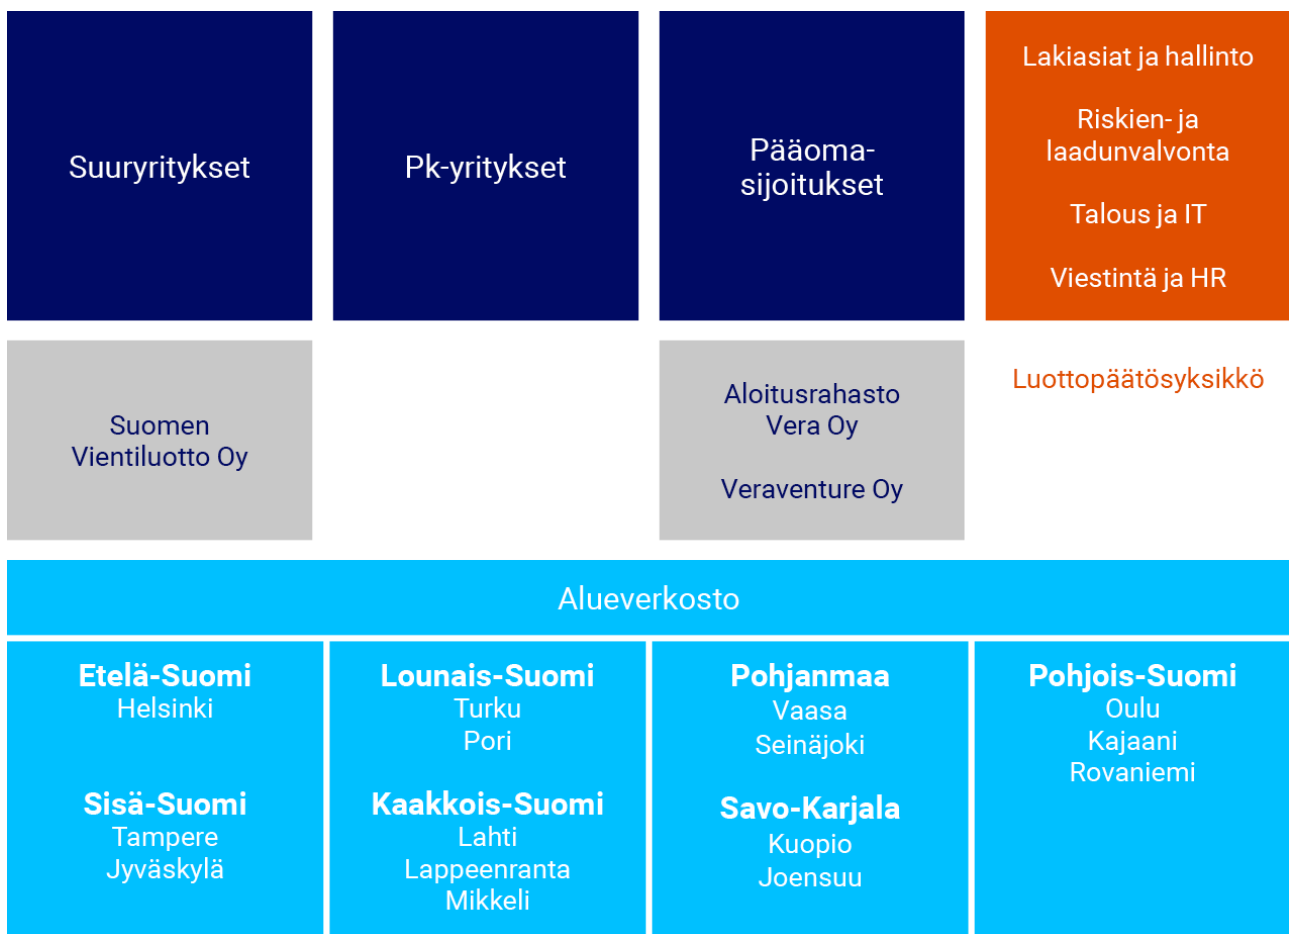 Suuryritykset
Pk-yritykset
Pääoma-
sijoitukset
Lakiasiat ja hallinto
Riskien- ja
laadunvalvonta
Talous ja IT
Viestintä ja HR
Suomen
Vientiluotto Oy
Aloitusrahasto
Vera Oy
Veraventure Oy
Luottopäätösyksikkö
Alueverkosto
Etelä-Suomi
Helsinki
Sisä-Suomi
Tampere
Jyväskylä
Lounais-Suomi
Turku
Pori
Kaakkois-Suomi
Lahti
Lappeenranta
Mikkeli
Pohjanmaa
Vaasa
Seinäjoki
Savo-Karjala
Kuopio
Joensuu
Pohjois-Suomi
Oulu
Kajaani
Rovaniemi